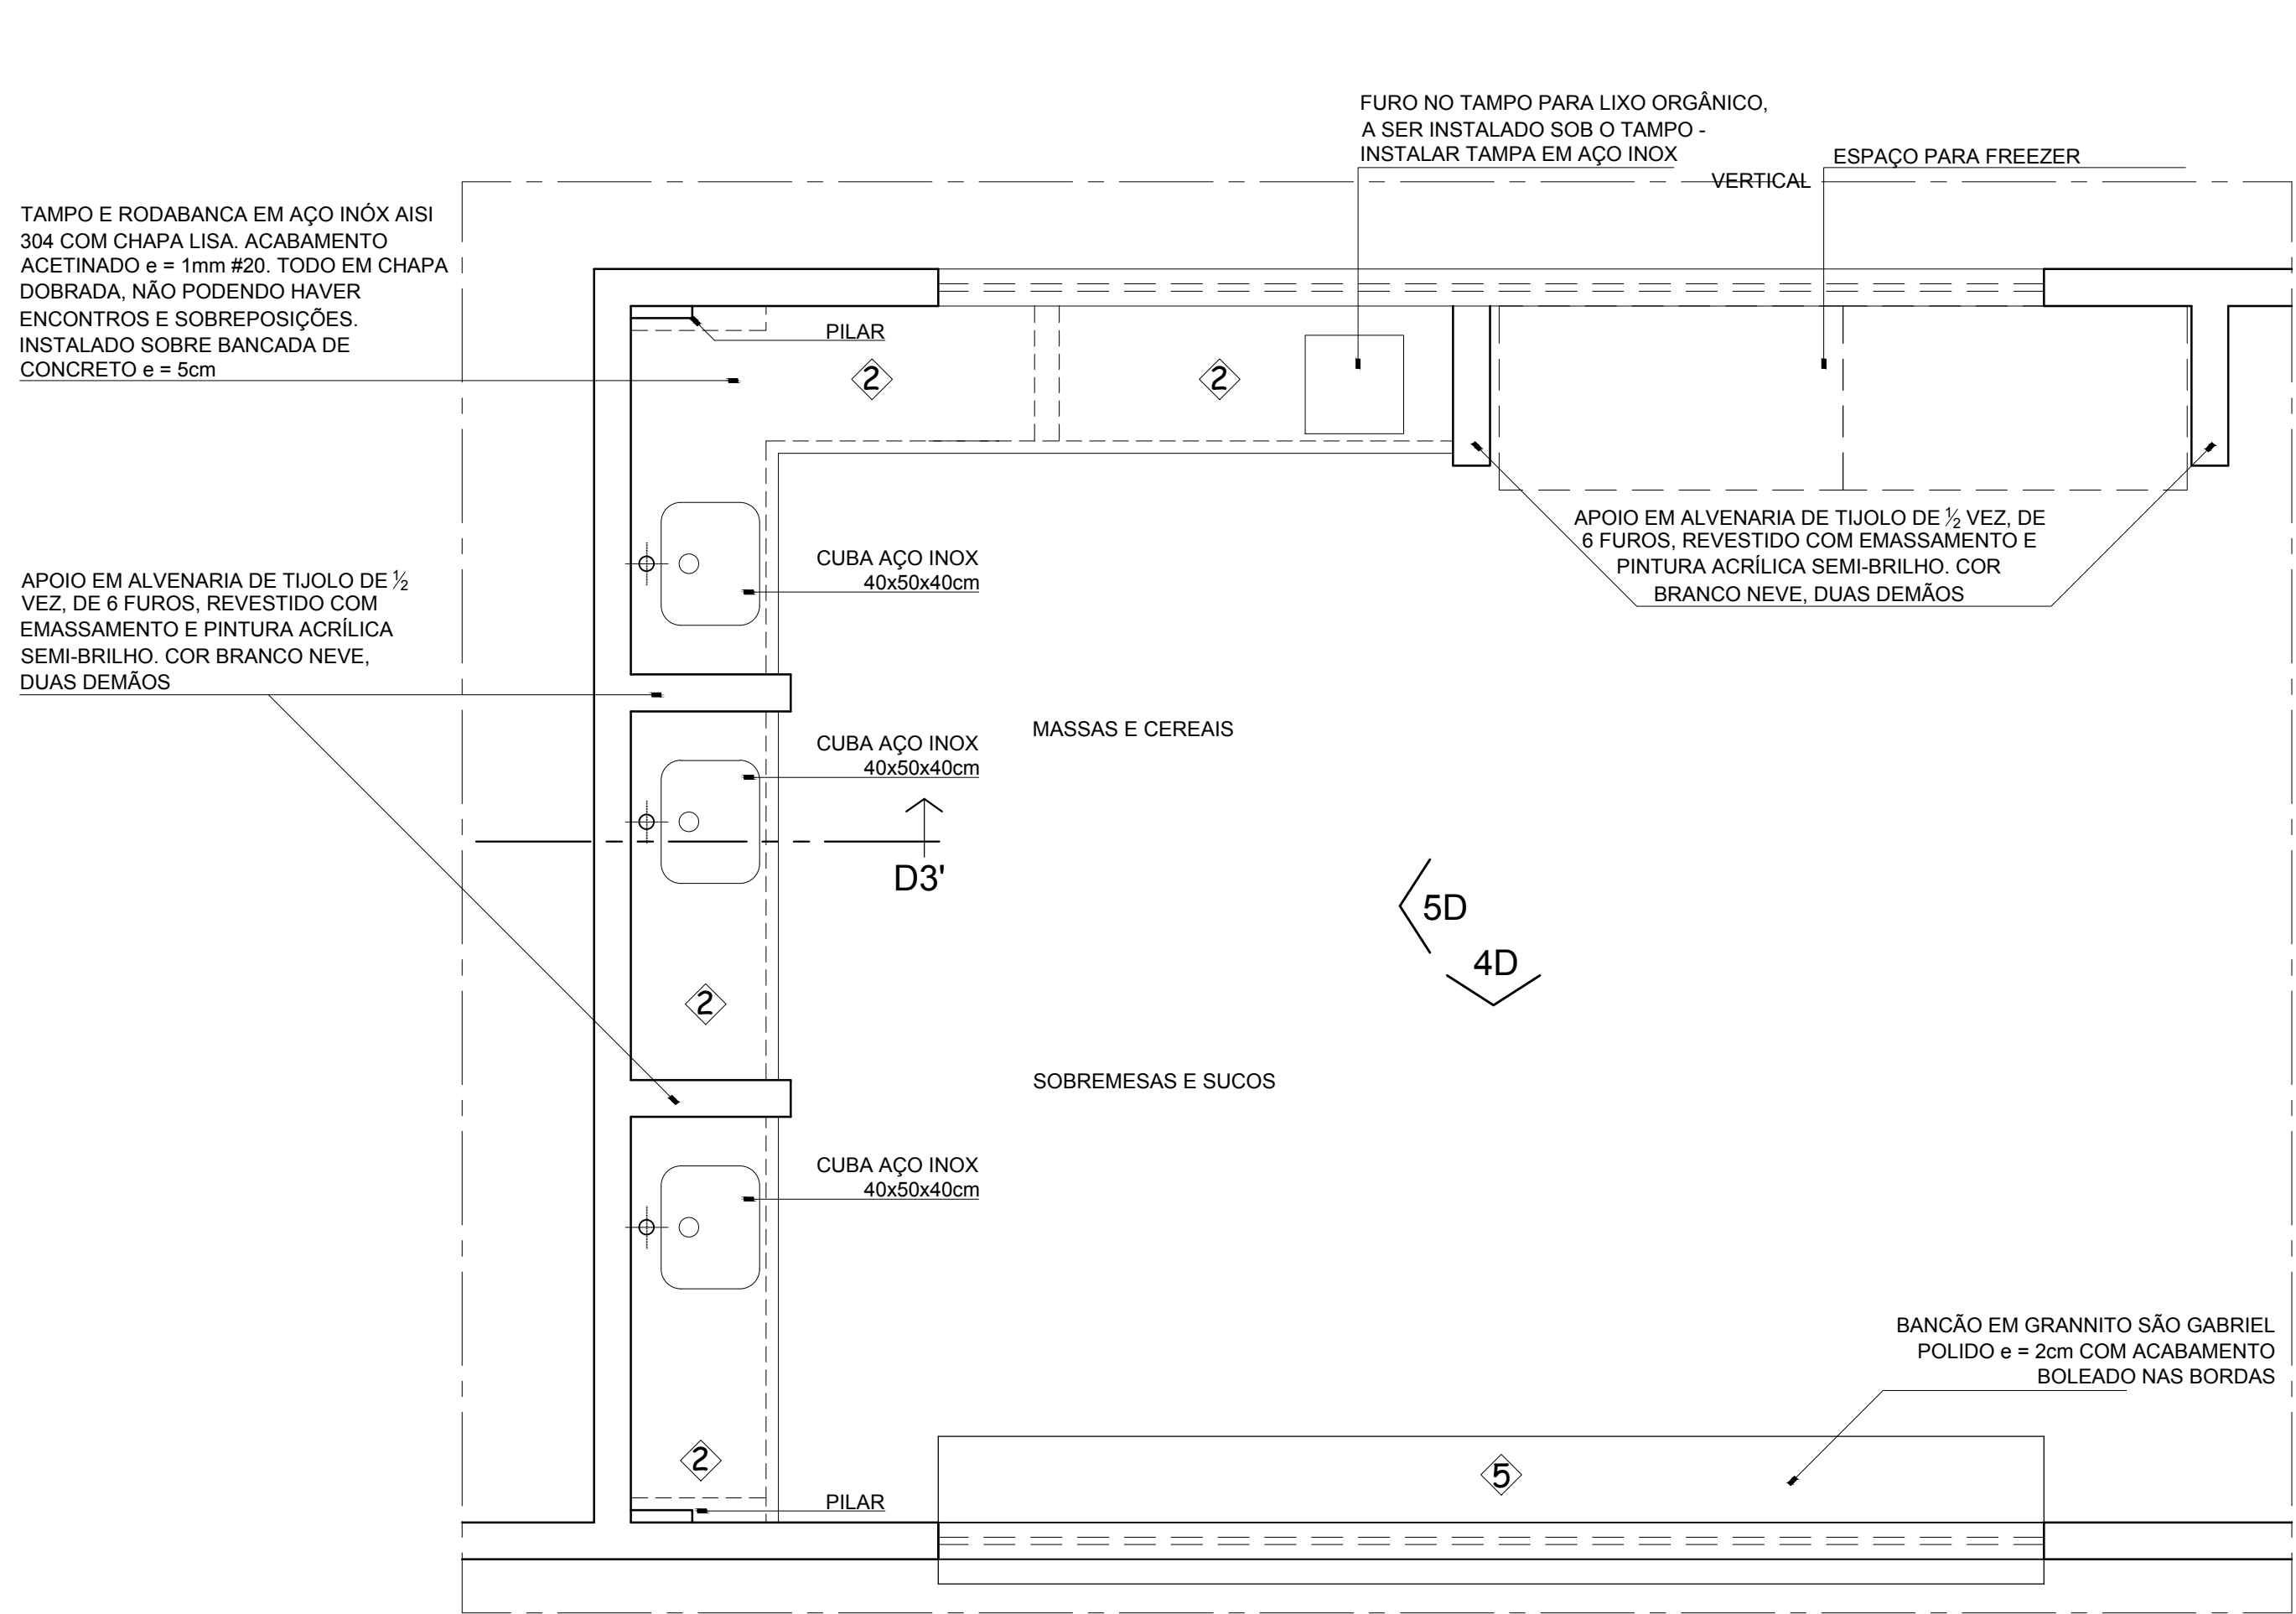 FURO NO TAMPO PARA LIXO ORGÂNICO,
A SER INSTALADO SOB O TAMPO -
INSTALAR TAMPA EM AÇO INOX
ESPAÇO PARA FREEZER
VERTICAL
TAMPO E RODABANCA EM AÇO INÓX AISI
304 COM CHAPA LISA. ACABAMENTO
ACETINADO e = 1mm #20. TODO EM CHAPA
DOBRADA, NÃO PODENDO HAVER
ENCONTROS E SOBREPOSIÇÕES.
INSTALADO SOBRE BANCADA DE
CONCRETO e = 5cm
PILAR
2
2
APOIO EM ALVENARIA DE TIJOLO DE ½ VEZ, DE
6 FUROS, REVESTIDO COM EMASSAMENTO E
PINTURA ACRÍLICA SEMI-BRILHO. COR
BRANCO NEVE, DUAS DEMÃOS
CUBA AÇO INOX
40x50x40cm
APOIO EM ALVENARIA DE TIJOLO DE ½
VEZ, DE 6 FUROS, REVESTIDO COM
EMASSAMENTO E PINTURA ACRÍLICA
SEMI-BRILHO. COR BRANCO NEVE,
DUAS DEMÃOS
MASSAS E CEREAIS
CUBA AÇO INOX
40x50x40cm
D3'
5D
4D
2
SOBREMESAS E SUCOS
CUBA AÇO INOX
40x50x40cm
BANCÃO EM GRANNITO SÃO GABRIEL
POLIDO e = 2cm COM ACABAMENTO
BOLEADO NAS BORDAS
2
5
PILAR